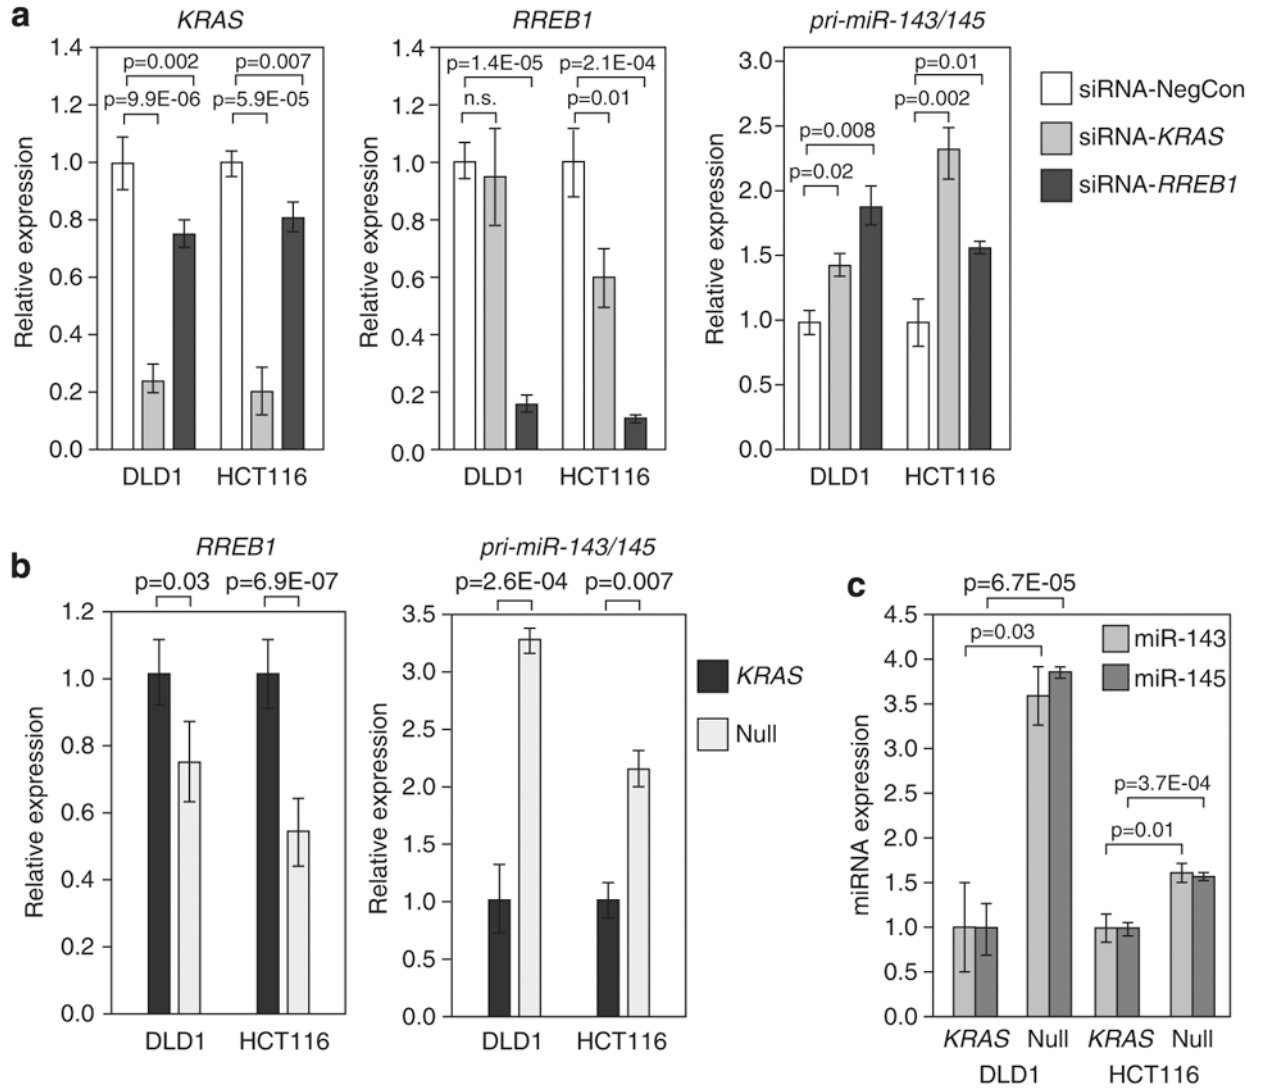 a
KRAS
Relative expression
1.4
1.2
1.0
0.8
0.6
0.4
0.2
0.0
p=0.002
p=0.007
p=9.9E-06
p=5.9E-05
DLD1
HCT116
RREB1
Relative expression
1.4
1.2
1.0
0.8
0.6
0.4
0.2
0.0
p=1.4E-05
p=2.1E-04
n.s.
p=0.01
DLD1
HCT116
pri-miR-143/145
Relative expression
3.0
2.5
2.0
1.5
1.0
0.5
0.0
p=0.01
p=0.002
p=0.008
p=0.02
DLD1
HCT116
siRNA-NegCon
siRNA-KRAS
siRNA-RREB1
b
RREB1
p=0.03
p=6.9E-07
Relative expression
1.2
1.0
0.8
0.6
0.4
0.2
0.0
DLD1
HCT116
pri-miR-143/145
p=2.6E-04
p=0.007
Relative expression
3.5
3.0
2.5
2.0
1.5
1.0
0.5
0.0
DLD1
HCT116
KRAS
Null
c
p=6.7E-05
miRNA expression
4.5
4.0
3.5
3.0
2.5
2.0
1.5
1.0
0.5
0.0
p=0.03
miR-143
miR-145
p=3.7E-04
p=0.01
KRAS Null KRAS Null
DLD1 HCT116